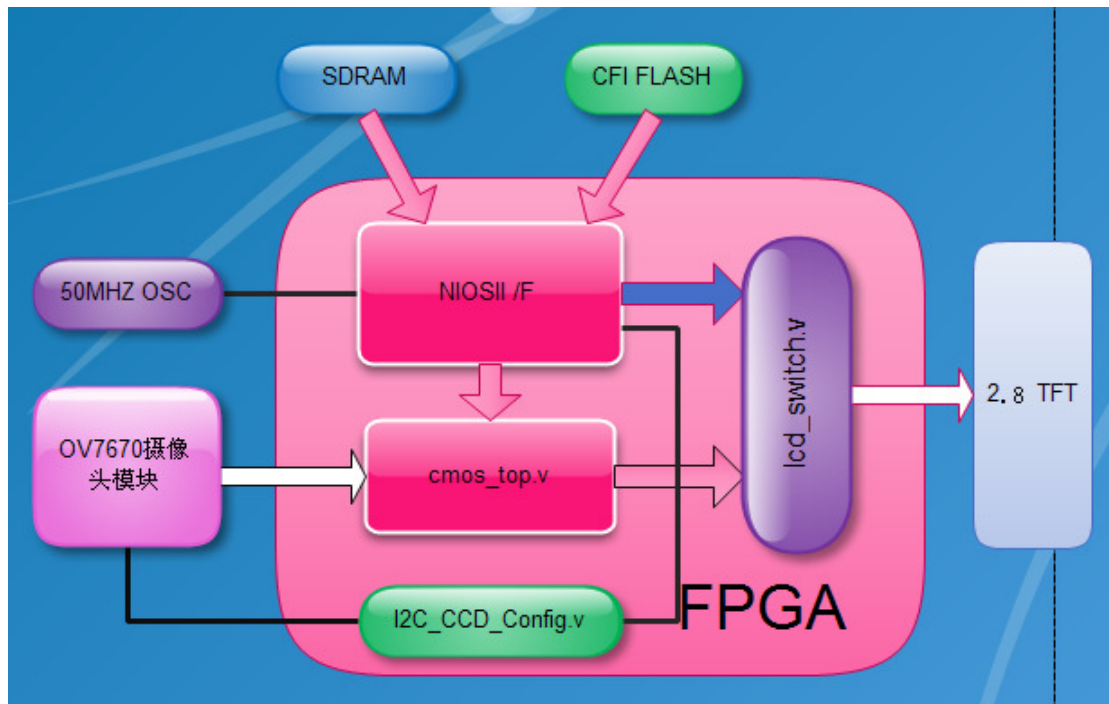 SDRAM
CFI FLASH
50MHZ OSC
NIOSII /F
lcd_switch.v
2.8 TFT
OV7670摄像
头模块
cmos_top.v
I2C_CCD_Config.v
FPGA